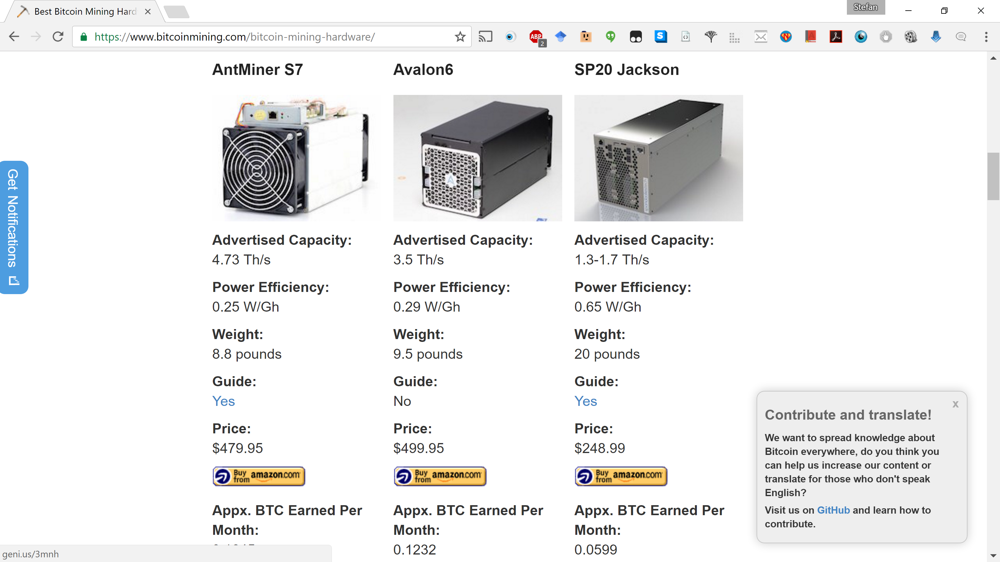 Best Bitcoin Mining Hard
Stefan
https://www.bitcoinmining.com/bitcoin-mining-hardware/
ABP
2
S
N
A
AntMiner S7
Avalon6
SP20 Jackson
Get Notifications
Advertised Capacity:
4.73 Th/s
Power Efficiency:
0.25 W/Gh
Weight:
8.8 pounds
Guide:
Yes
Price:
$479.95
Buy from amazon.com
Appx. BTC Earned Per
Month:
Advertised Capacity:
3.5 Th/s
Power Efficiency:
0.29 W/Gh
Weight:
9.5 pounds
Guide:
No
Price:
$499.95
Buy from amazon.com
Appx. BTC Earned Per
Month:
0.1232
Advertised Capacity:
1.3-1.7 Th/s
Power Efficiency:
0.65 W/Gh
Weight:
20 pounds
Guide:
Yes
Price:
$248.99
Buy from amazon.com
Appx. BTC Earned Per
Month:
0.0599
x
Contribute and translate!
We want to spread knowledge about
Bitcoin everywhere, do you think you
can help us increase our content or
translate for those who don't speak
English?
Visit us on GitHub and learn how to
contribute.
geni.us/3mnh